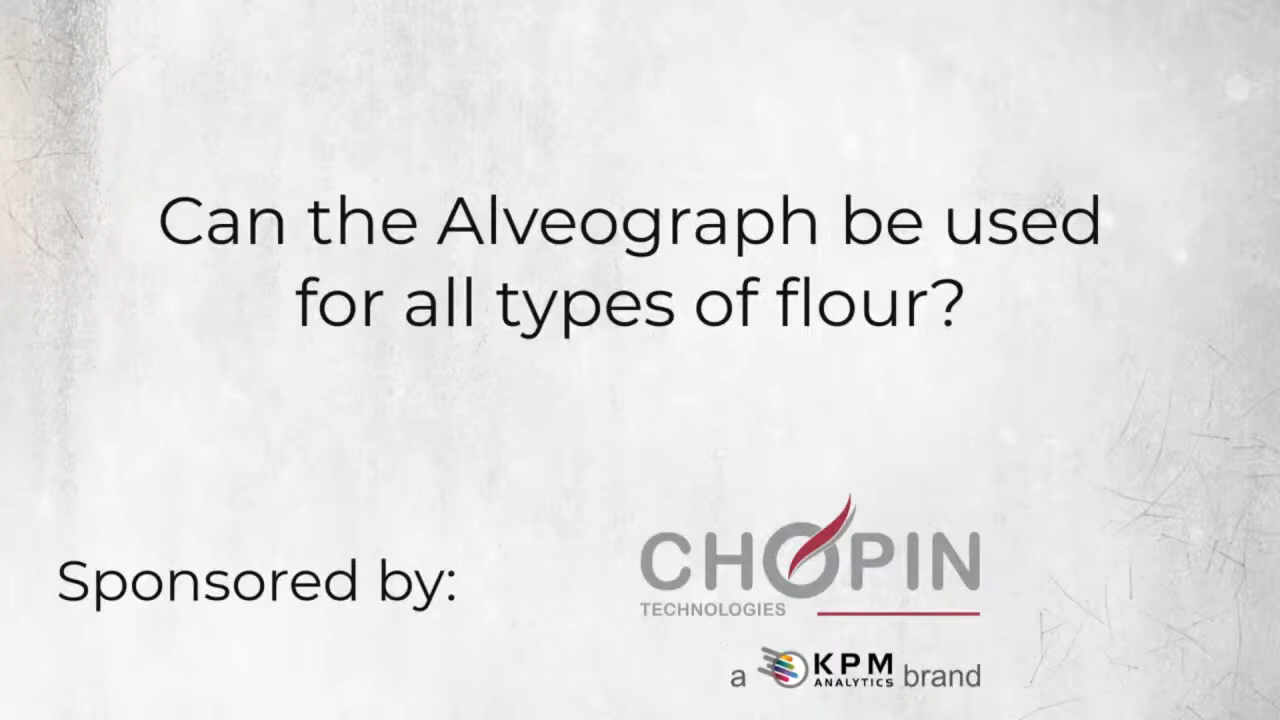 Can the Alveograph be used
for all types of flour?
Sponsored by:
CHOPIN
TECHNOLOGIES
a KPM ANALYTICS brand